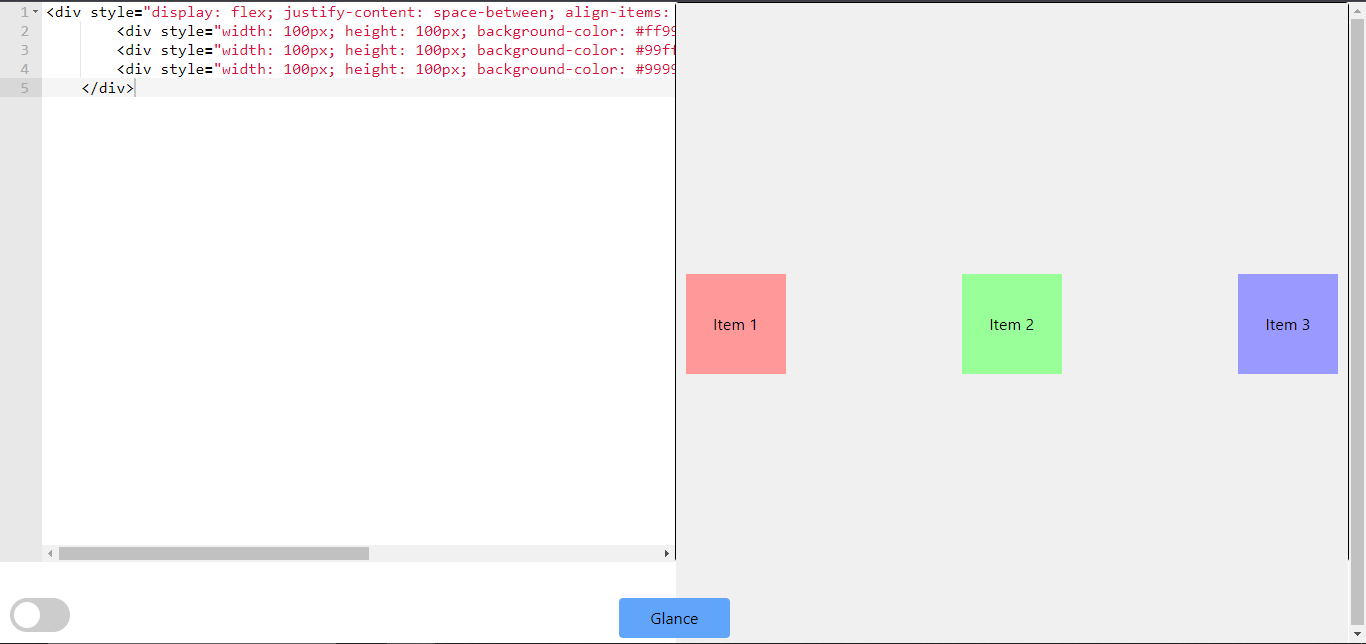 1 <div style="display: flex; justify-content: space-between; align-items:
2 <div style="width: 100px; height: 100px; background-color: #ff99
3 <div style="width: 100px; height: 100px; background-color: #99ff
4 <div style="width: 100px; height: 100px; background-color: #9999
5 </div>
Item 1
Item 2
Item 3
Glance